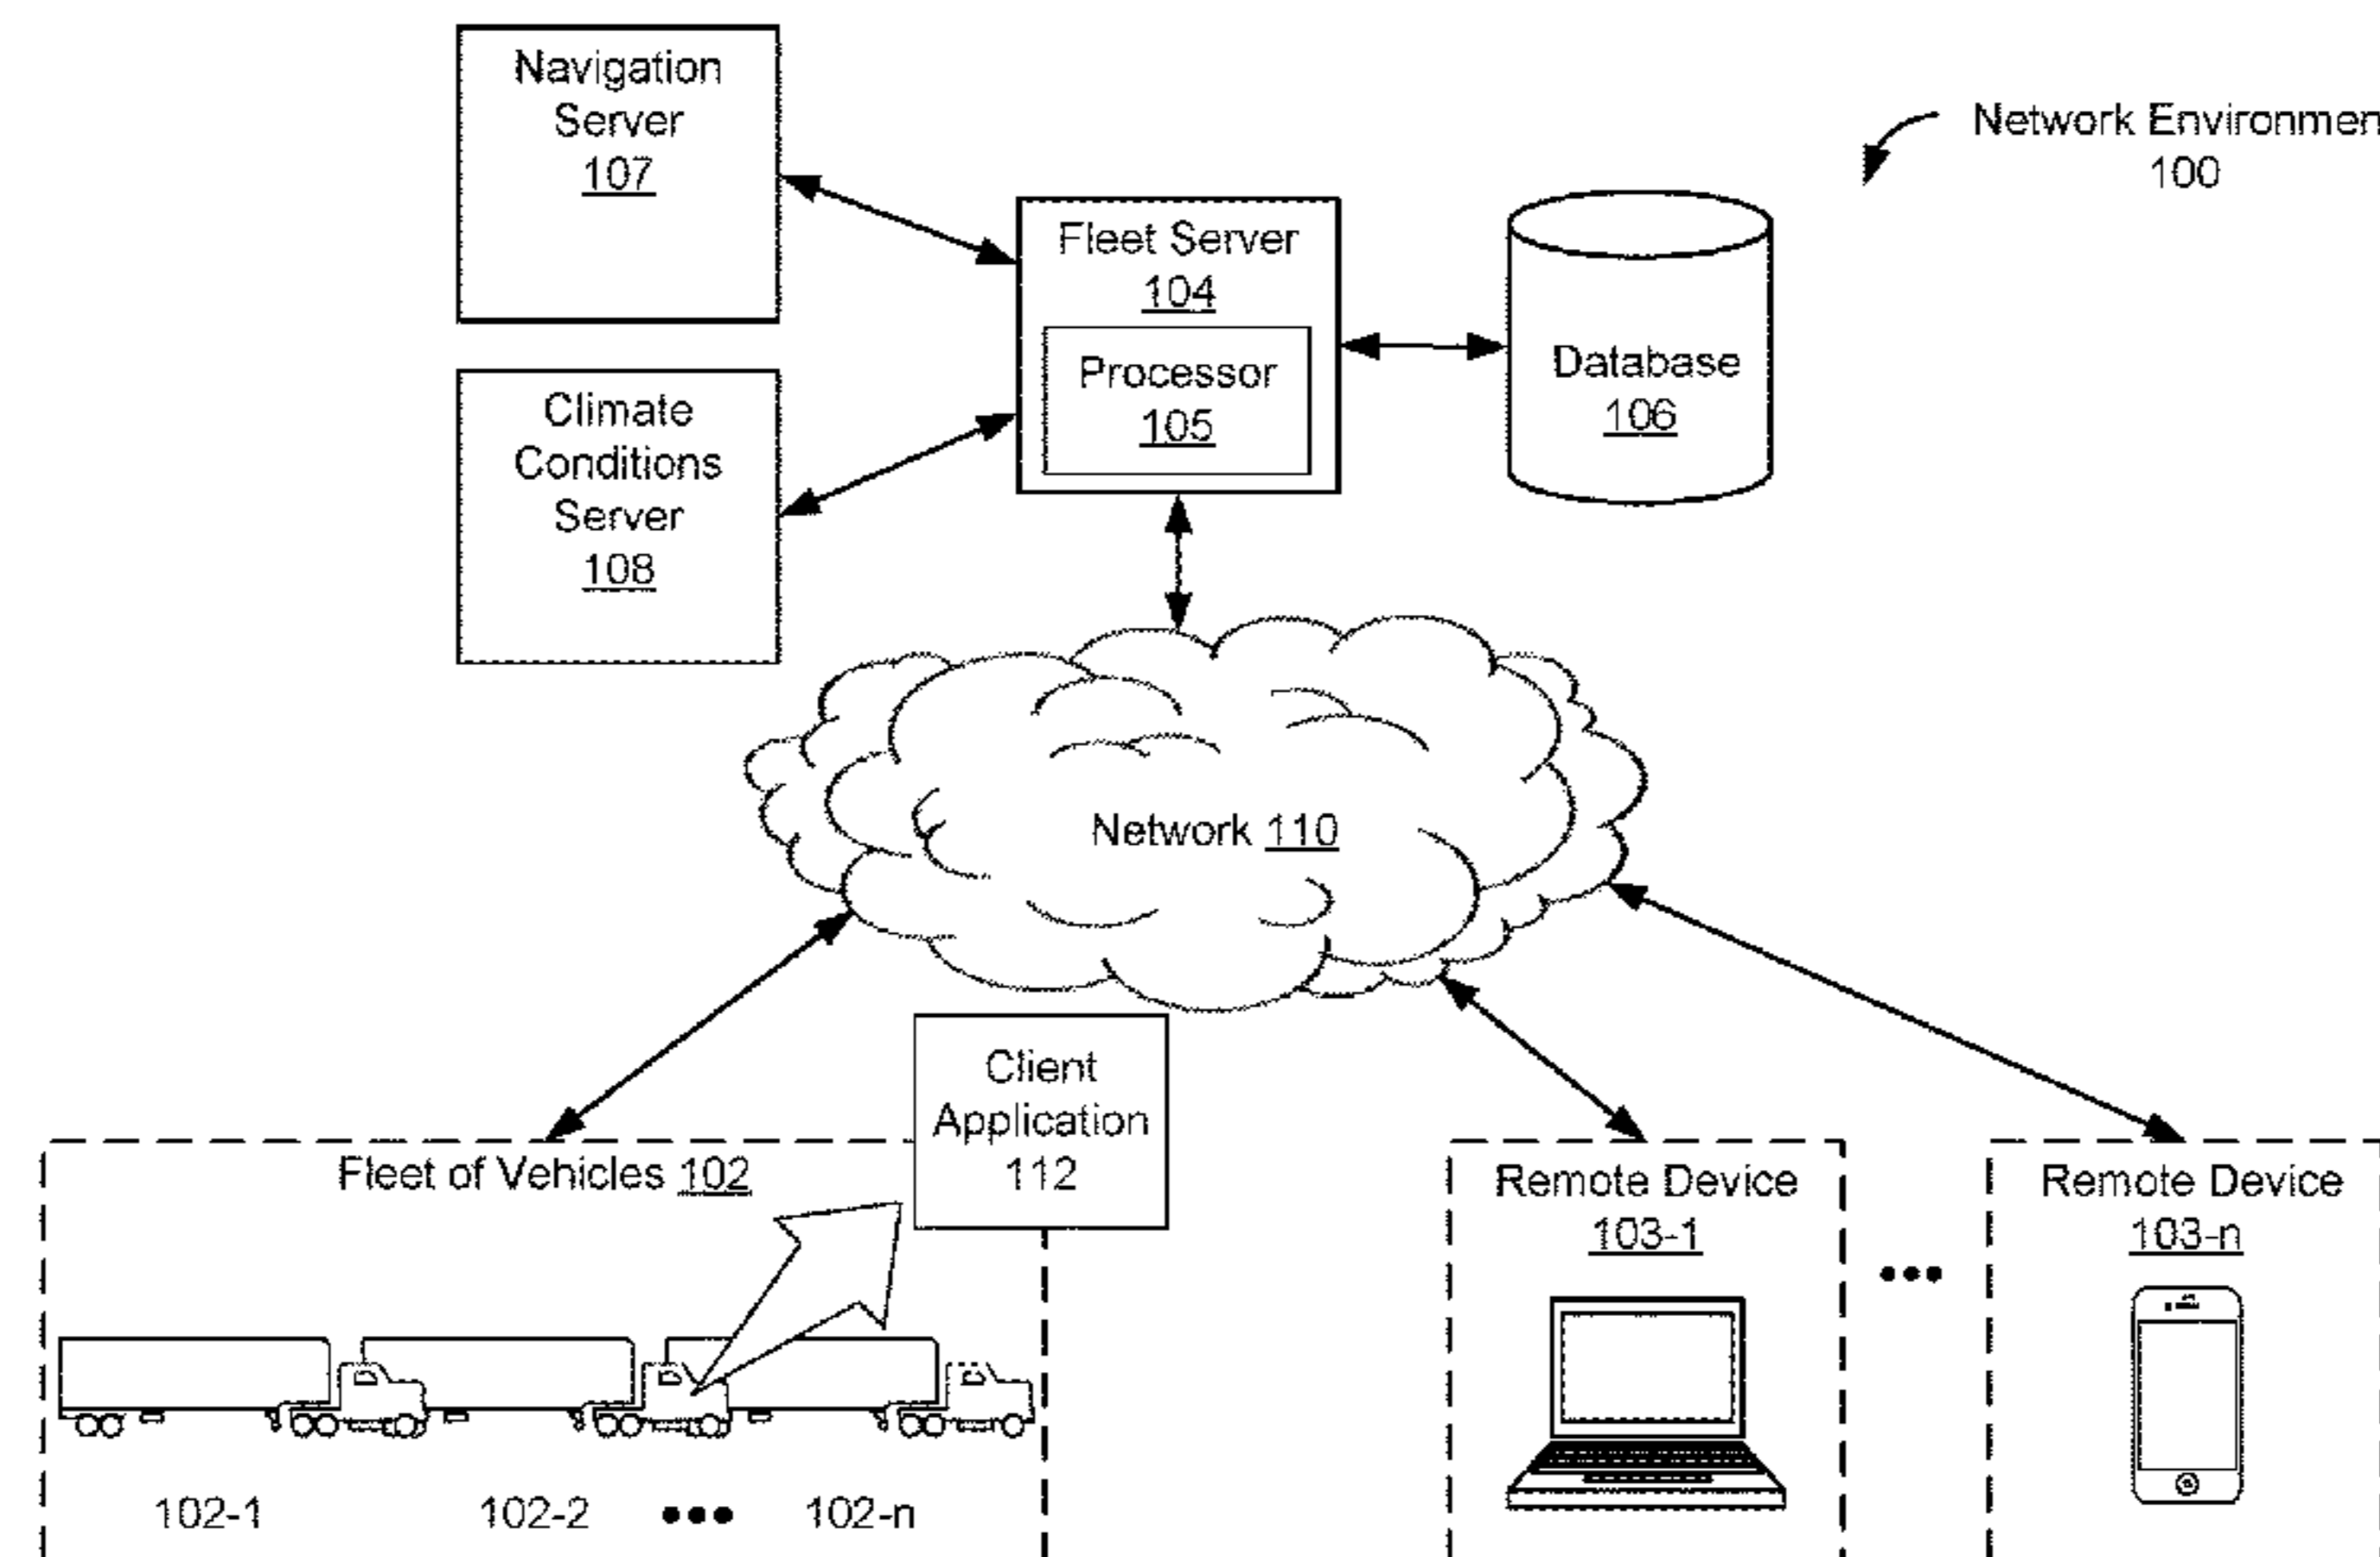 Navigation
Server
107
Network Environmen
100
Fleet Server
104
Processor
105
Database
106
Climate
Conditions
Server
108
Network 110
Client
Application
112
Fleet of Vehicles 102
Remote Device
103-1
Remote Device
103-n
102-1
102-2
102-n